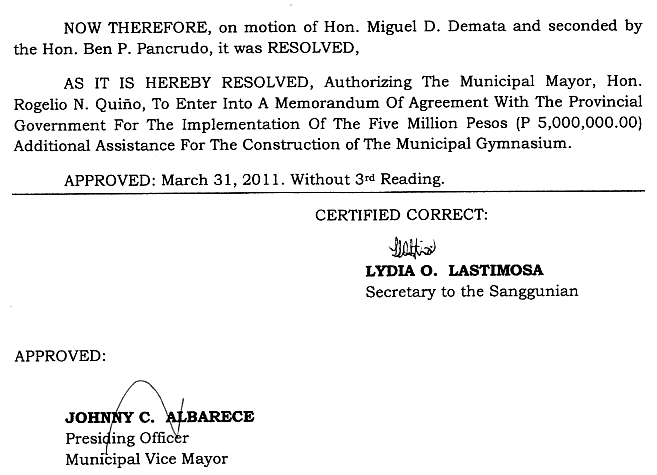 NOW THEREFORE, on motion of Hon. Miguel D. Demata and seconded by
the Hon. Ben P. Pancrudo, it was RESOLVED,
AS IT IS HEREBY RESOLVED, Authorizing The Municipal Mayor, Hon.
Rogelio N. Quiño, To Enter Into A Memorandum Of Agreement With The Provincial
Government For The Implementation Of The Five Million Pesos (P 5,000,000.00)
Additional Assistance For The Construction of The Municipal Gymnasium.
APPROVED: March 31, 2011. Without 3rd Reading.
CERTIFIED CORRECT:
LYDIA O. LASTIMOSA
Secretary to the Sanggunian
APPROVED:
JOHNNY C. ALBARECE
Presiding Officer
Municipal Vice Mayor